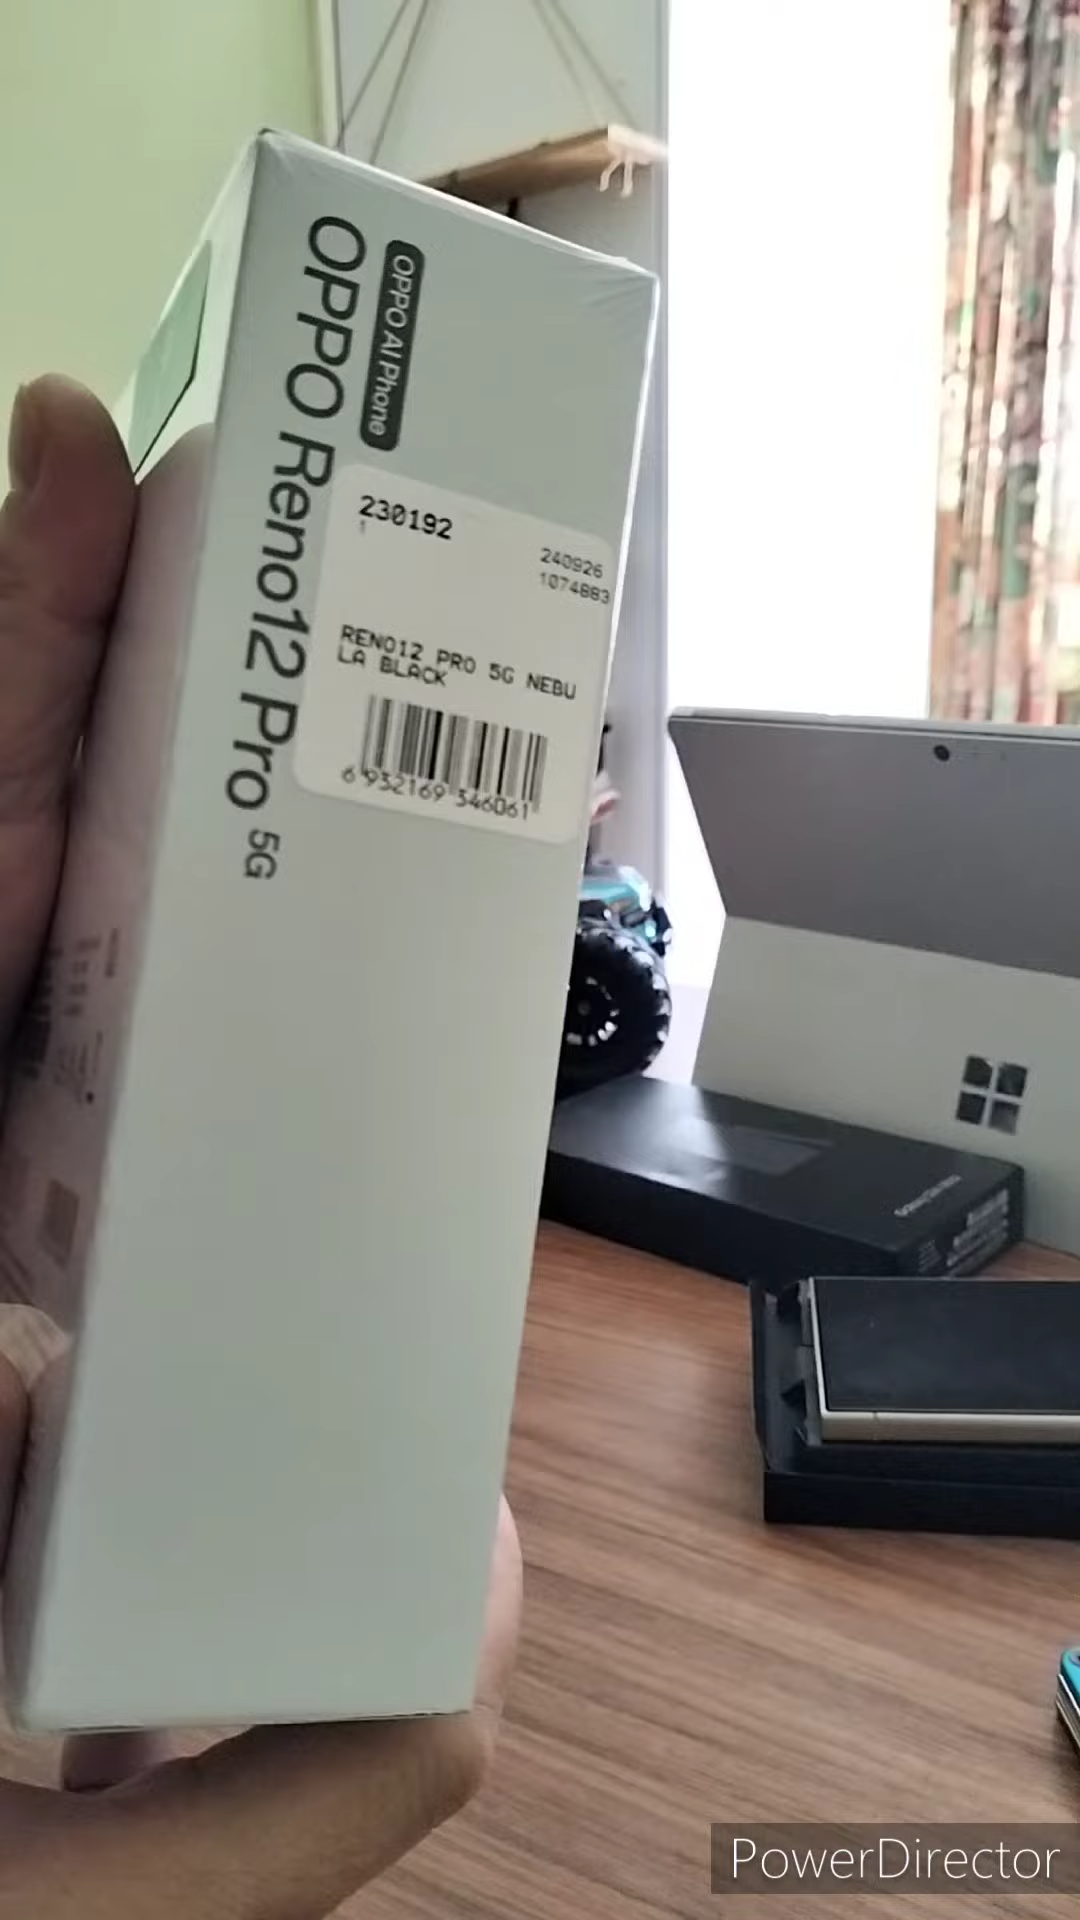 OPPO AI Phone
OPPO Reno12 Pro 5G
230192
1
240926
1074883
RENO12 PRO 5G NEBU
LA BLACK
6 932169 346061
PowerDirector